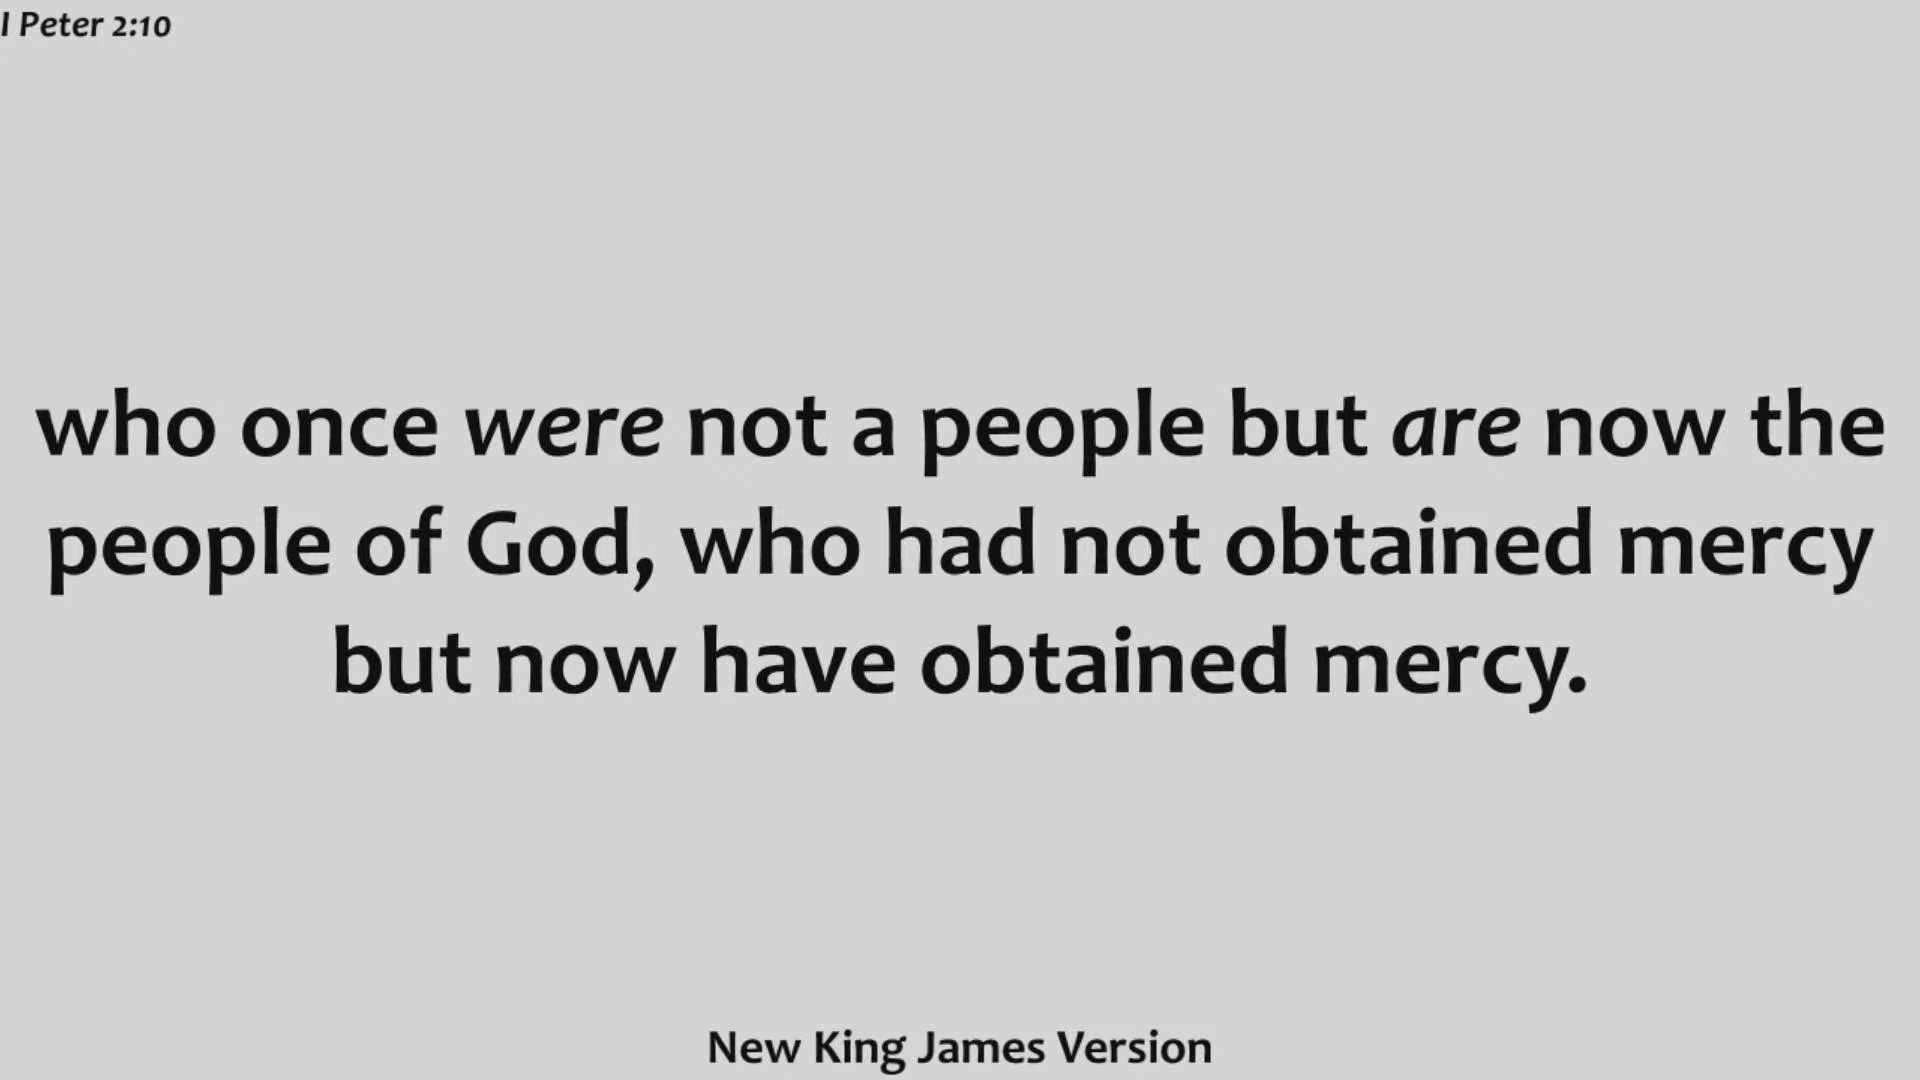 I Peter 2:10
who once were not a people but are now the
people of God, who had not obtained mercy
but now have obtained mercy.
New King James Version